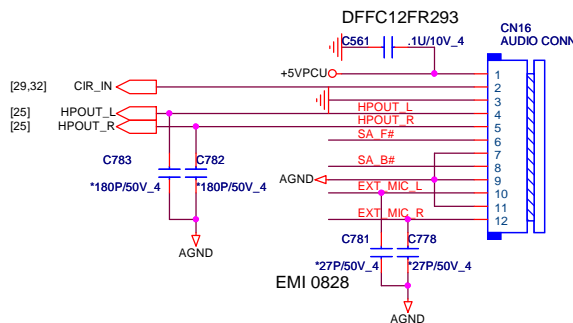 DFFC12FR293
CN16
AUDIO CONN
C561 .1U/10V_4
+5VPCU 1
[29,32] CIR_IN 2
3
[25] HPOUT_L HPOUT_L 4
[25] HPOUT_R HPOUT_R 5
SA_F# 6
7
SA_B# 8
AGND 9
EXT_MIC_L 10
11
EXT_MIC_R 12
C783 C782
*180P/50V_4 *180P/50V_4
AGND
C781 C778
*27P/50V_4 *27P/50V_4
EMI 0828
AGND